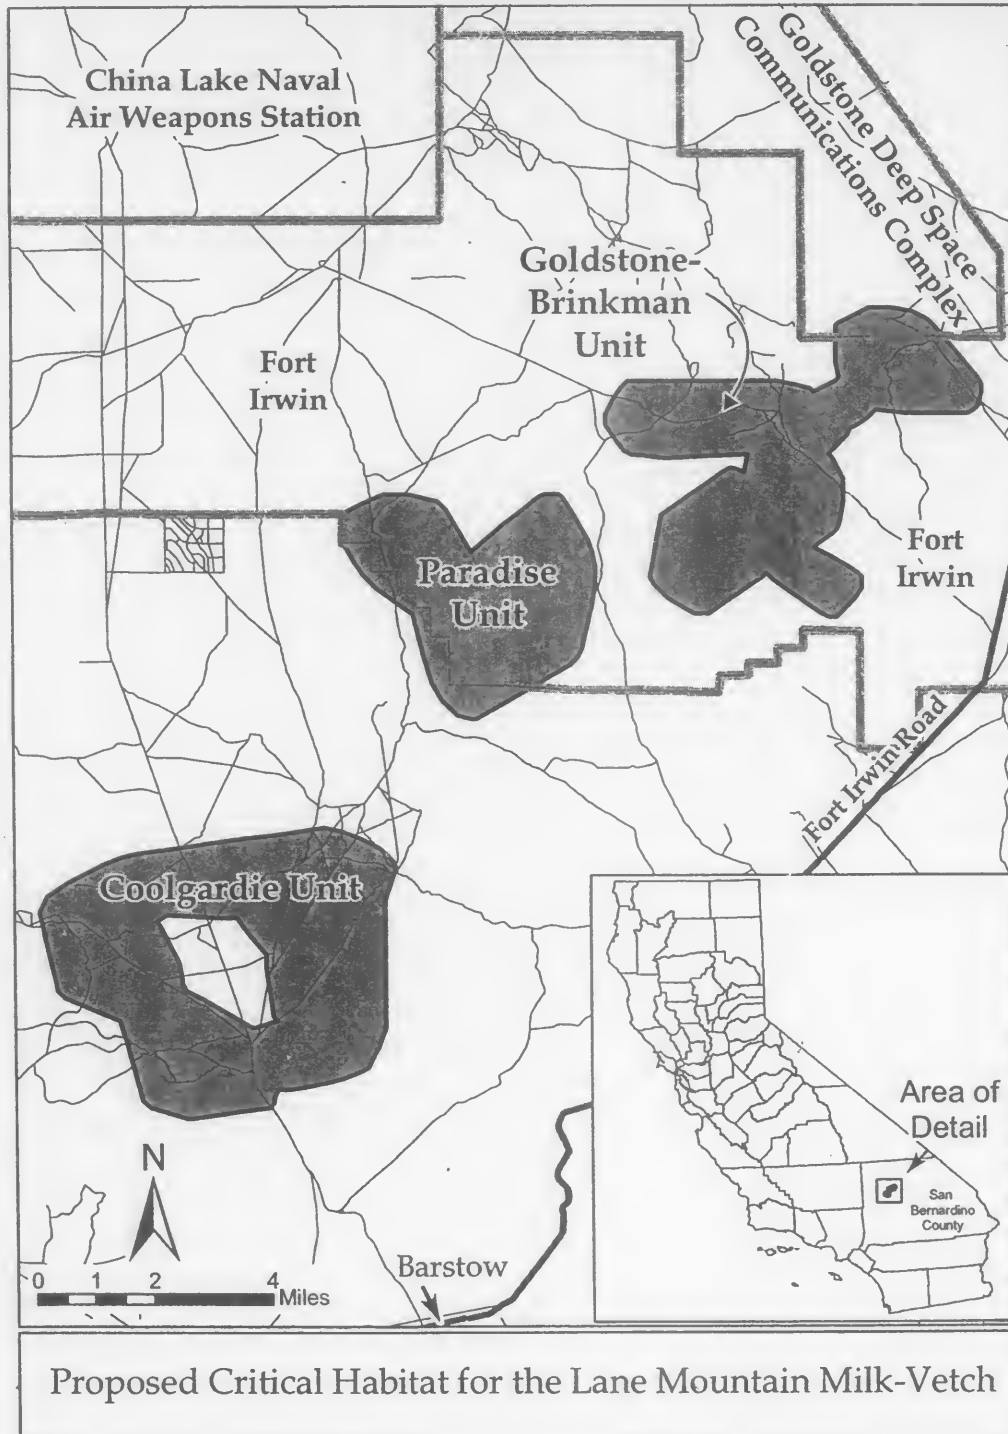 China Lake Naval
Air Weapons Station
Goldstone Deep Space
Communications Complex
Goldstone-
Brinkman
Unit
Fort
Irwin
Paradise
Unit
Fort
Irwin
Fort Irwin Road
Coolgardie Unit
Area of
Detail
San
Bernardino
County
N
0 1 2 4
Miles
Barstow
Proposed Critical Habitat for the Lane Mountain Milk-Vetch